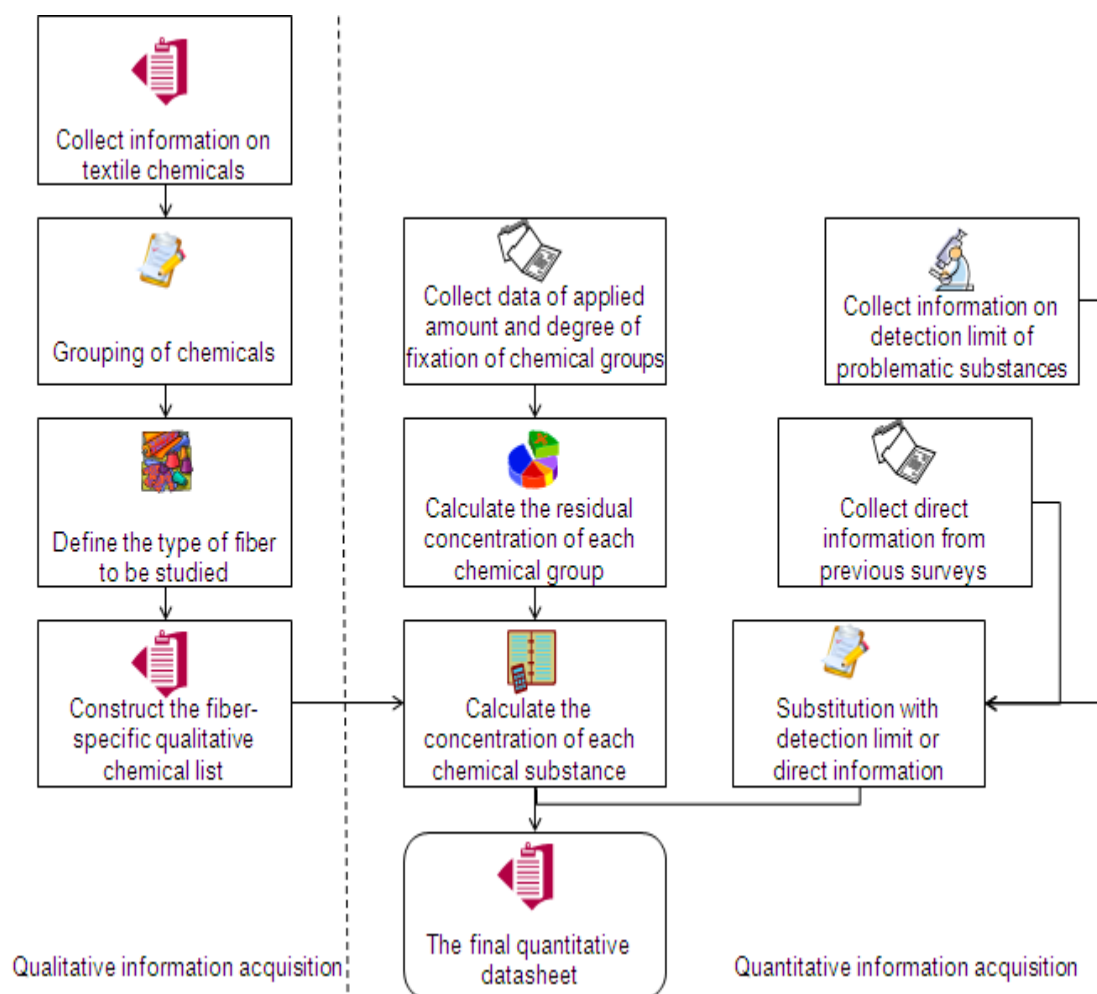 Collect information on
textile chemicals
Grouping of chemicals
Define the type of fiber
to be studied
Construct the fiber-
specific qualitative
chemical list
Qualitative information acquisition
Collect data of applied
amount and degree of
fixation of chemical groups
Calculate the residual
concentration of each
chemical group
Calculate the
concentration of each
chemical substance
The final quantitative
datasheet
Collect information on
detection limit of
problematic substances
Collect direct
information from
previous surveys
Substitution with
detection limit or
direct information
Quantitative information acquisition